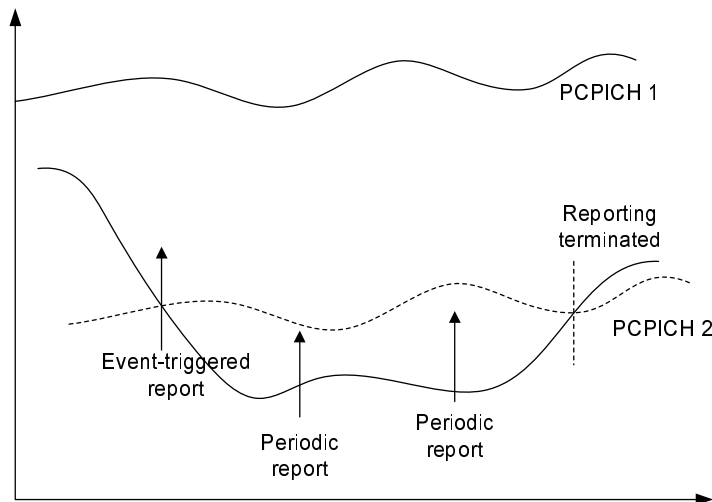 PCPICH 1
Reporting
terminated
PCPICH 2
Event-triggered
report
Periodic
report
Periodic
report